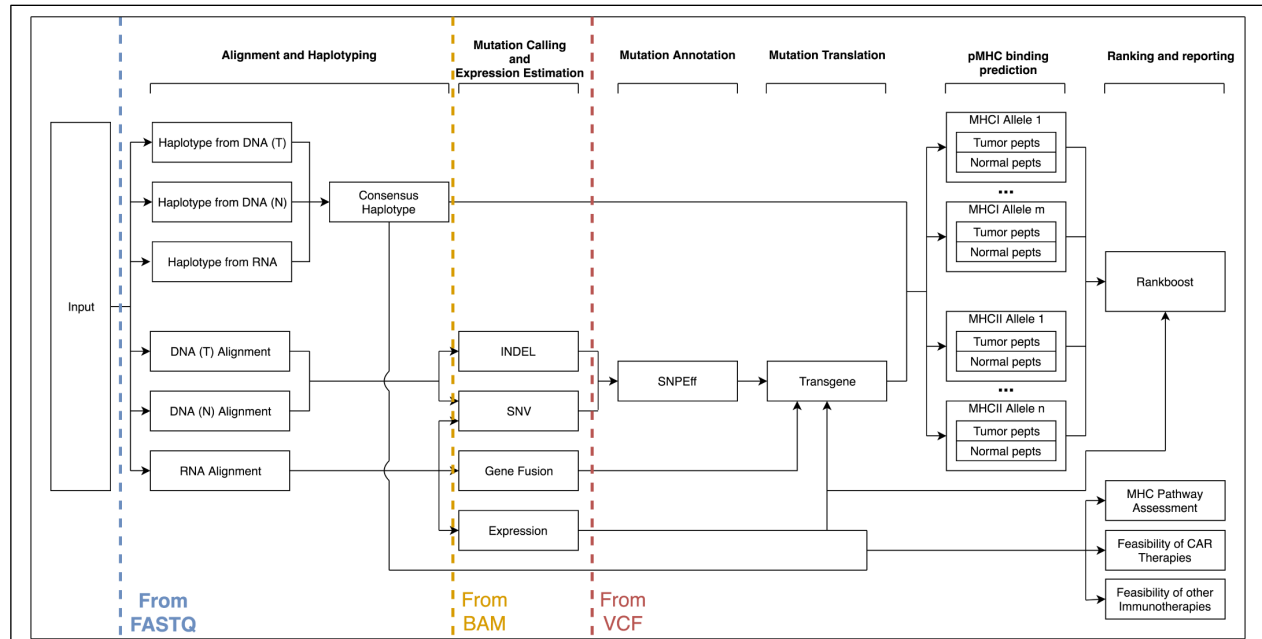 Alignment and Haplotyping
Mutation Calling
and
Expression Estimation
Mutation Annotation
Mutation Translation
pMHC binding
prediction
Ranking and reporting
Input
Haplotype from DNA (T)
Haplotype from DNA (N)
Haplotype from RNA
Consensus
Haplotype
DNA (T) Alignment
DNA (N) Alignment
RNA Alignment
INDEL
SNV
Gene Fusion
Expression
SNPEff
Transgene
MHCI Allele 1
Tumor pepts
Normal pepts
...
MHCI Allele m
Tumor pepts
Normal pepts
MHCII Allele 1
Tumor pepts
Normal pepts
...
MHCII Allele n
Tumor pepts
Normal pepts
Rankboost
MHC Pathway
Assessment
Feasibility of CAR
Therapies
Feasibility of other
Immunotherapies
From
FASTQ
From
BAM
From
VCF